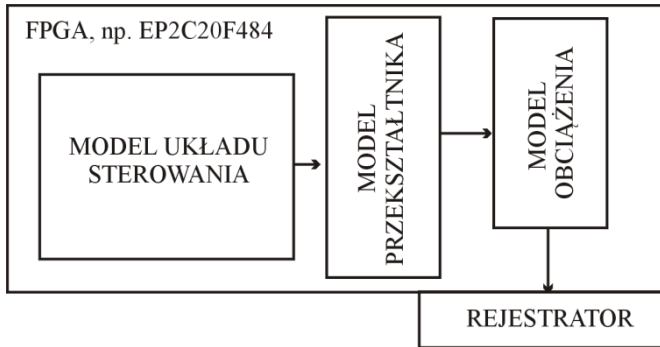 FPGA, np. EP2C20F484
MODEL UKŁADU
STEROWANIA
MODEL
PRZEKSZTAŁTNIKA
MODEL
OBCIĄŻENIA
REJESTRATOR